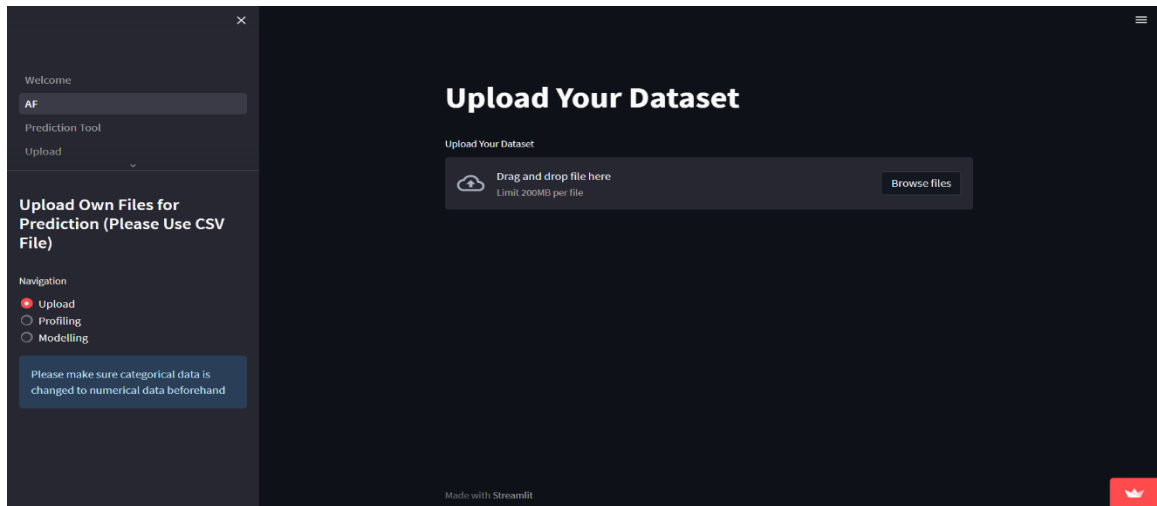 Welcome
AF
Prediction Tool
Upload
Upload Own Files for
Prediction (Please Use CSV
File)
Navigation
Upload
Profiling
Modelling
Please make sure categorical data is
changed to numerical data beforehand
Upload Your Dataset
Upload Your Dataset
Drag and drop file here
Limit 200MB per file
Browse files
Made with Streamlit